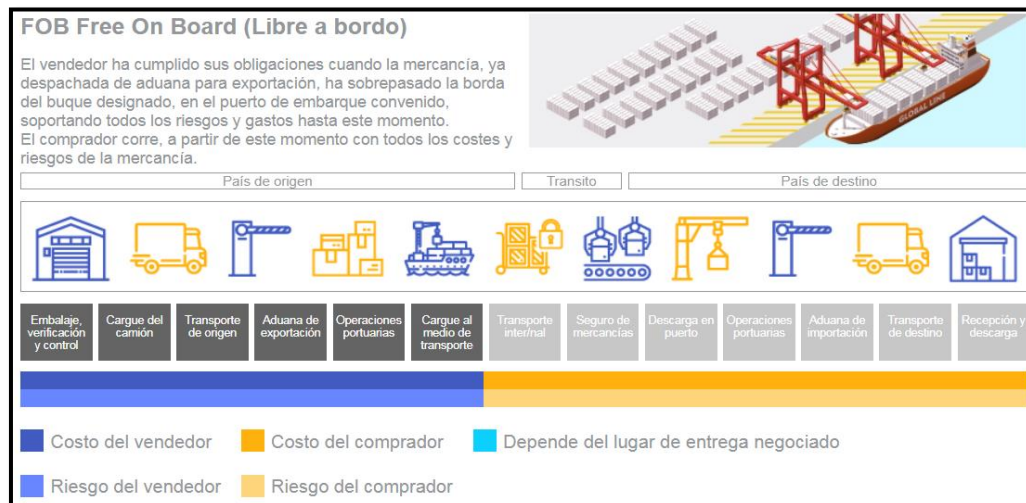 FOB Free On Board (Libre a bordo)
El vendedor ha cumplido sus obligaciones cuando la mercancía, ya
despachada de aduana para exportación, ha sobrepasado la borda
del buque designado, en el puerto de embarque convenido,
soportando todos los riesgos y gastos hasta este momento.
El comprador corre, a partir de este momento con todos los costes y
riesgos de la mercancía.
GLOBAL LINE
País de origen
Transito
País de destino
Embalaje,
verificación
y control
Cargue del
camión
Transporte
de origen
Aduana de
exportación
Operaciones
portuarias
Cargue al
medio de
transporte
Transporte
inter/nal
Seguro de
mercancías
Descarga en
puerto
Operaciones
portuarias
Aduana de
importación
Transporte
de destino
Recepción y
descarga
Costo del vendedor
Costo del comprador
Depende del lugar de entrega negociado
Riesgo del vendedor
Riesgo del comprador